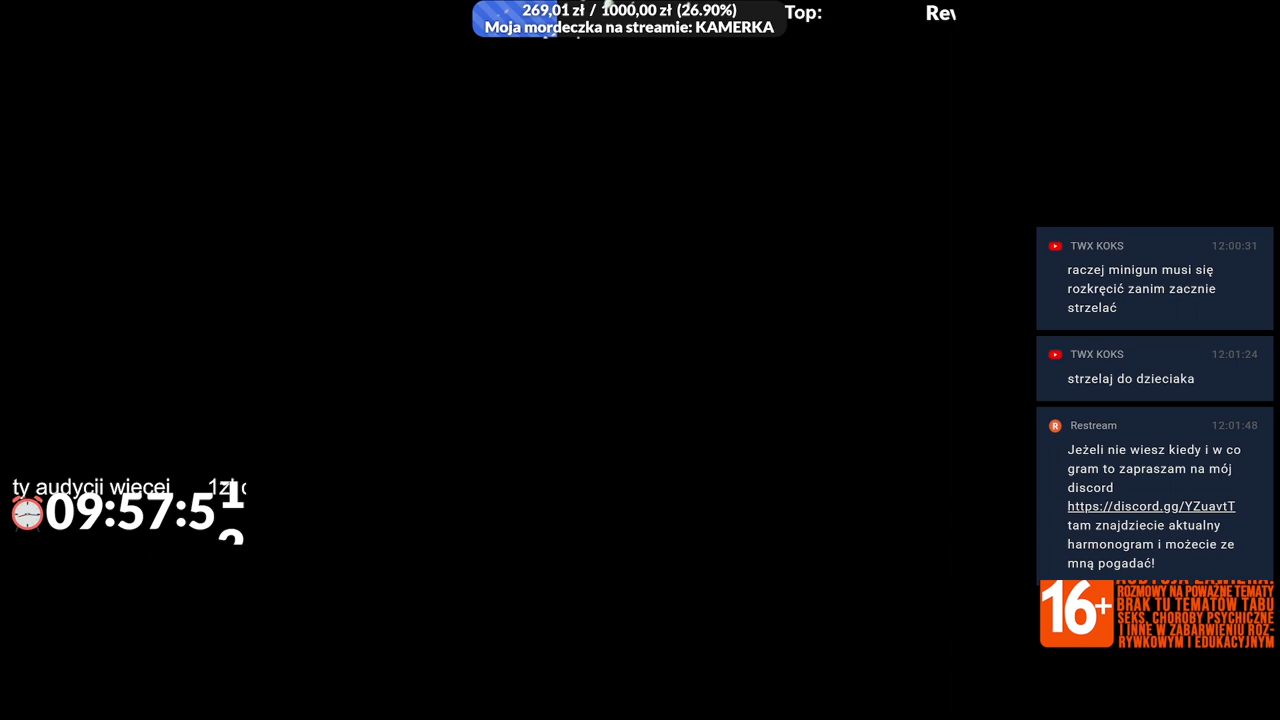 269,01 zł / 1000,00 zł (26.90%)
Moja mordeczka na streamie: KAMERKA
Top:
TWX KOKS 12:00:31
raczej minigun musi się
rozkręcić zanim zacznie
strzelać
TWX KOKS 12:01:24
strzelaj do dzieciaka
Restream 12:01:48
Jeżeli nie wiesz kiedy i w co
gram to zapraszam na mój
discord
https://discord.gg/YZuavtT
tam znajdziecie aktualny
harmonogram i możecie ze
mną pogadać!
ty audycji więcej
09:57:5
16+
AUDYCJA ZAWIERA:
ROZMOWY NA POWAŻNE TEMATY
BRAK TU TEMATÓW TABU
SEKS, CHOROBY PSYCHICZNE
I INNE W ZABARWIENIU ROZ-
RYWKOWYM I EDUKACYJNYM